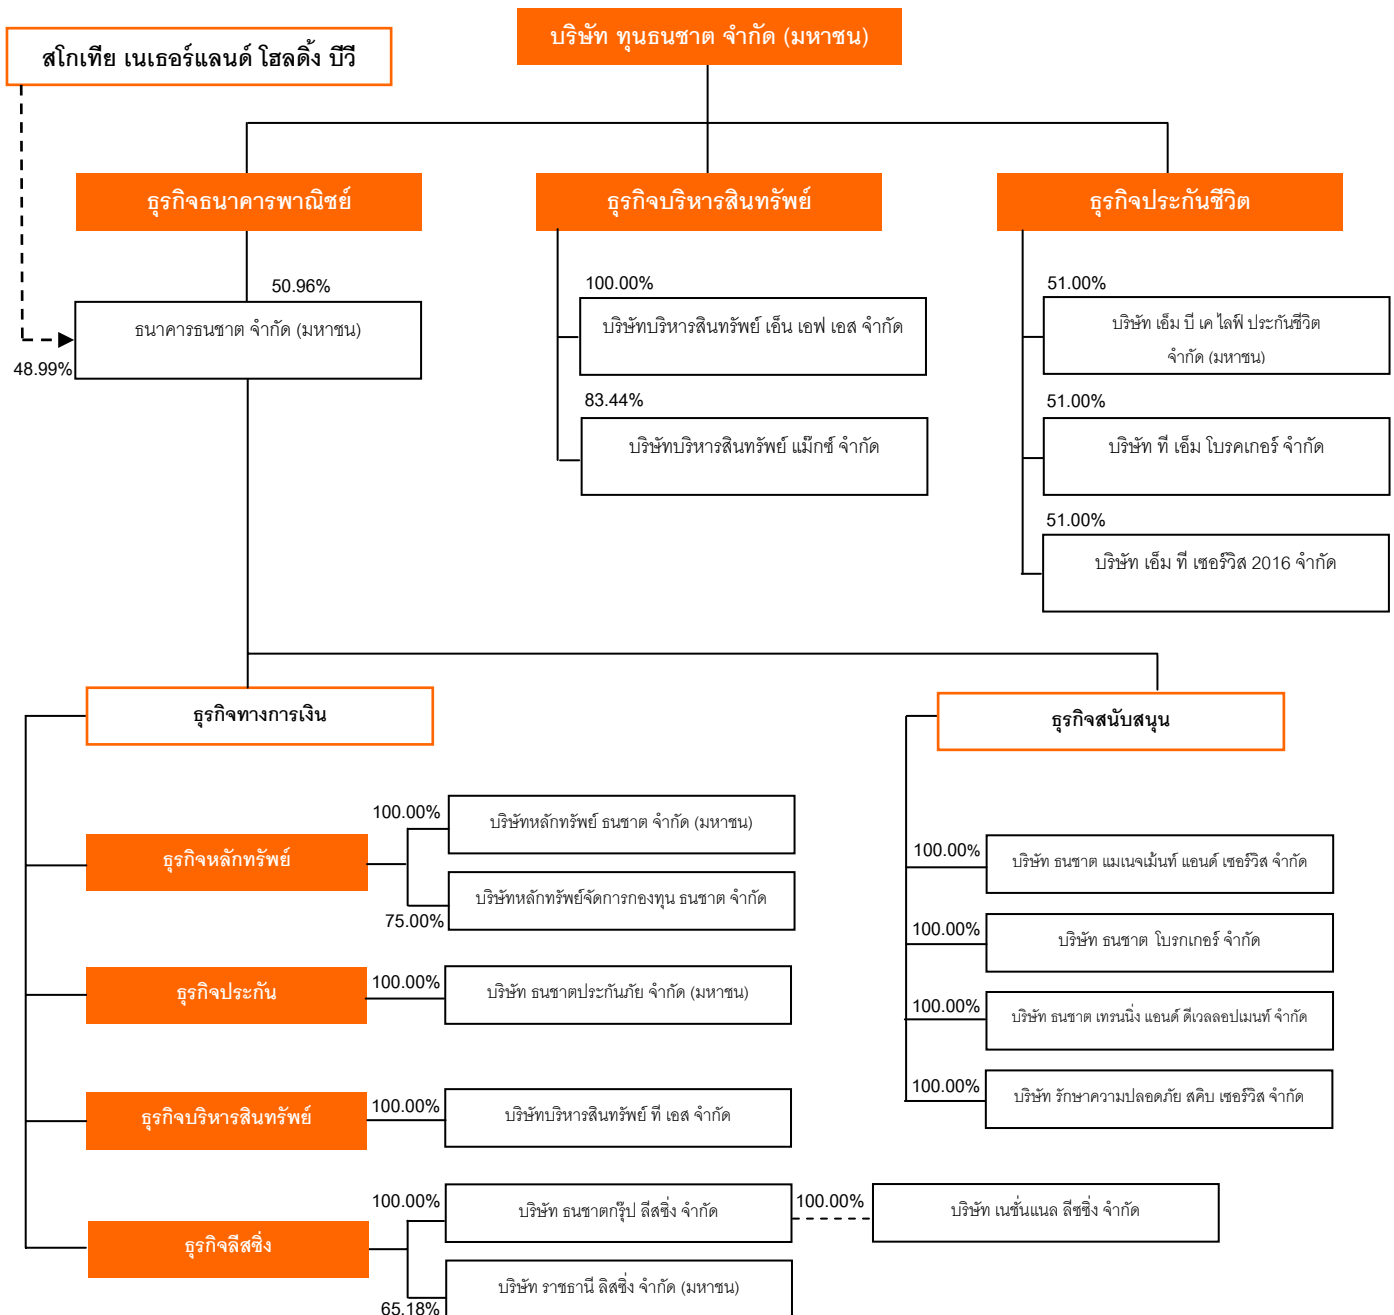 บริษัท ทุนธนชาต จำกัด (มหาชน)
สโกเทีย เนเธอร์แลนด์ โฮลดิ้ง บีวี
ธุรกิจธนาคารพาณิชย์
ธุรกิจบริหารสินทรัพย์
ธุรกิจประกันชีวิต
50.96%
ธนาคารธนชาต จำกัด (มหาชน)
48.99%
100.00%
บริษัทบริหารสินทรัพย์ เอ็น เอฟ เอส จำกัด
83.44%
บริษัทบริหารสินทรัพย์ แม๊กซ์ จำกัด
51.00%
บริษัท เอ็ม บี เค ไลฟ์ ประกันชีวิต
จำกัด (มหาชน)
51.00%
บริษัท ที เอ็ม โบรคเกอร์ จำกัด
51.00%
บริษัท เอ็ม ที เซอร์วิส 2016 จำกัด
ธุรกิจทางการเงิน
ธุรกิจหลักทรัพย์
100.00%
บริษัทหลักทรัพย์ ธนชาต จำกัด (มหาชน)
บริษัทหลักทรัพย์จัดการกองทุน ธนชาต จำกัด
75.00%
ธุรกิจประกัน
100.00%
บริษัท ธนชาตประกันภัย จำกัด (มหาชน)
ธุรกิจบริหารสินทรัพย์
100.00%
บริษัทบริหารสินทรัพย์ ที เอส จำกัด
ธุรกิจลีสซิ่ง
100.00%
บริษัท ธนชาตกรุ๊ป ลีสซิ่ง จำกัด
100.00%
บริษัท เนชั่นแนล ลีซซิ่ง จำกัด
บริษัท ราชธานี ลิสซิ่ง จำกัด (มหาชน)
65.18%
ธุรกิจสนับสนุน
100.00%
บริษัท ธนชาต แมเนจเม้นท์ แอนด์ เซอร์วิส จำกัด
100.00%
บริษัท ธนชาต โบรกเกอร์ จำกัด
100.00%
บริษัท ธนชาต เทรนนิ่ง แอนด์ ดีเวลลอปเมนท์ จำกัด
100.00%
บริษัท รักษาความปลอดภัย สคิบ เซอร์วิส จำกัด